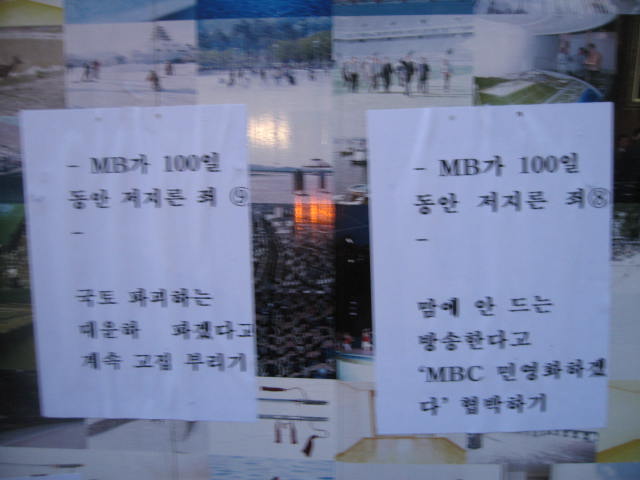 - MB가 100일
동안 저지른 죄 ⑨
-
국토 파괴하는
대운하 파겠다고
계속 고집 부리기
- MB가 100일
동안 저지른 죄⑧
-
맘에 안 드는
방송한다고
'MBC 민영화하겠
다' 협박하기